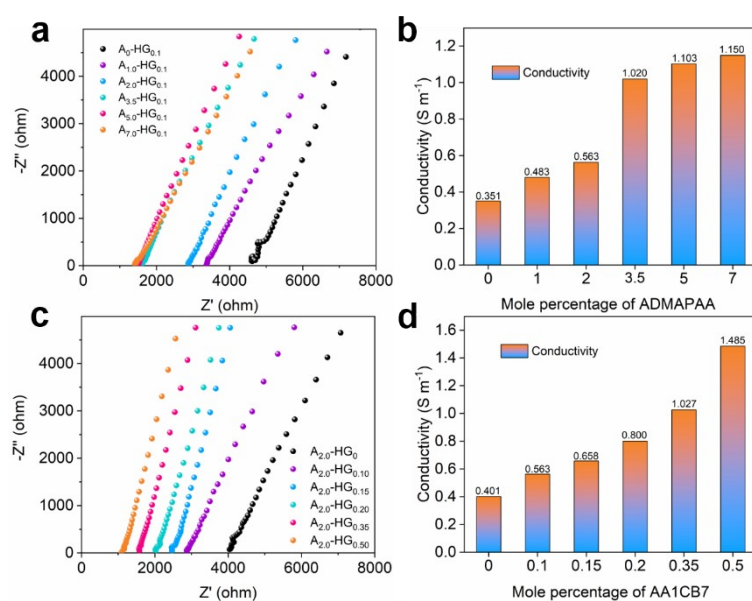 a
A0-HG0.1
A1.0-HG0.1
A2.0-HG0.1
A3.5-HG0.1
A5.0-HG0.1
A7.0-HG0.1
-Z" (ohm)
4000
3000
2000
1000
0
0 2000 4000 6000 8000
Z' (ohm)
b
Conductivity
Conductivity (S m⁻¹)
1.2
1.0
0.8
0.6
0.4
0.2
0.0
0.351
0.483
0.563
1.020
1.103
1.150
0 1 2 3.5 5 7
Mole percentage of ADMAPAA
c
A2.0-HG0
A2.0-HG0.10
A2.0-HG0.15
A2.0-HG0.20
A2.0-HG0.35
A2.0-HG0.50
-Z" (ohm)
4000
3000
2000
1000
0
0 2000 4000 6000 8000
Z' (ohm)
d
Conductivity
Conductivity (S m⁻¹)
1.6
1.4
1.2
1.0
0.8
0.6
0.4
0.2
0.0
0.401
0.563
0.658
0.800
1.027
1.485
0 0.1 0.15 0.2 0.35 0.5
Mole percentage of AA1CB7